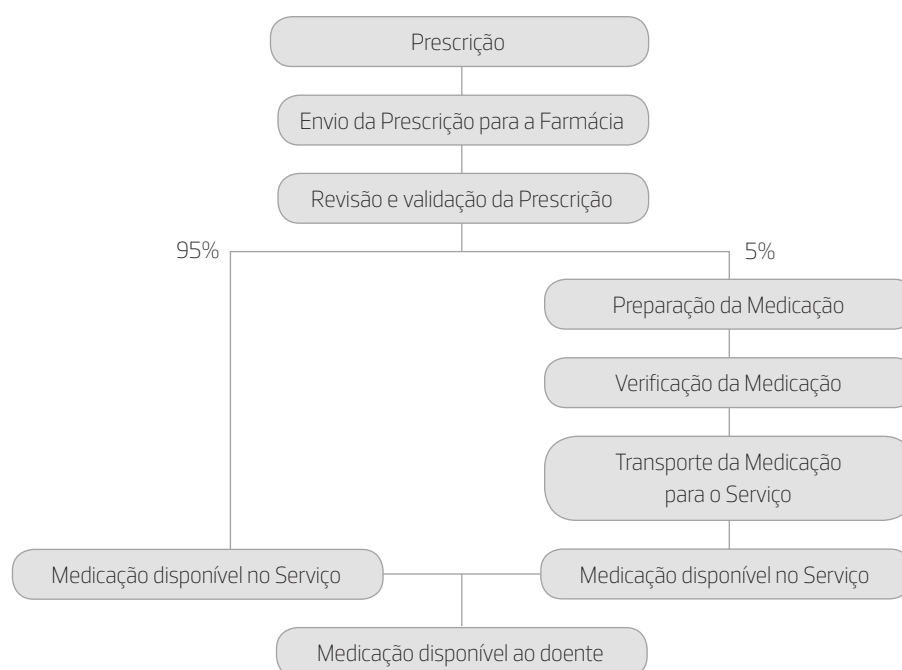 Prescrição
Envio da Prescrição para a Farmácia
Revisão e validação da Prescrição
95%
5%
Preparação da Medicação
Verificação da Medicação
Transporte da Medicação
para o Serviço
Medicação disponível no Serviço
Medicação disponível no Serviço
Medicação disponível ao doente